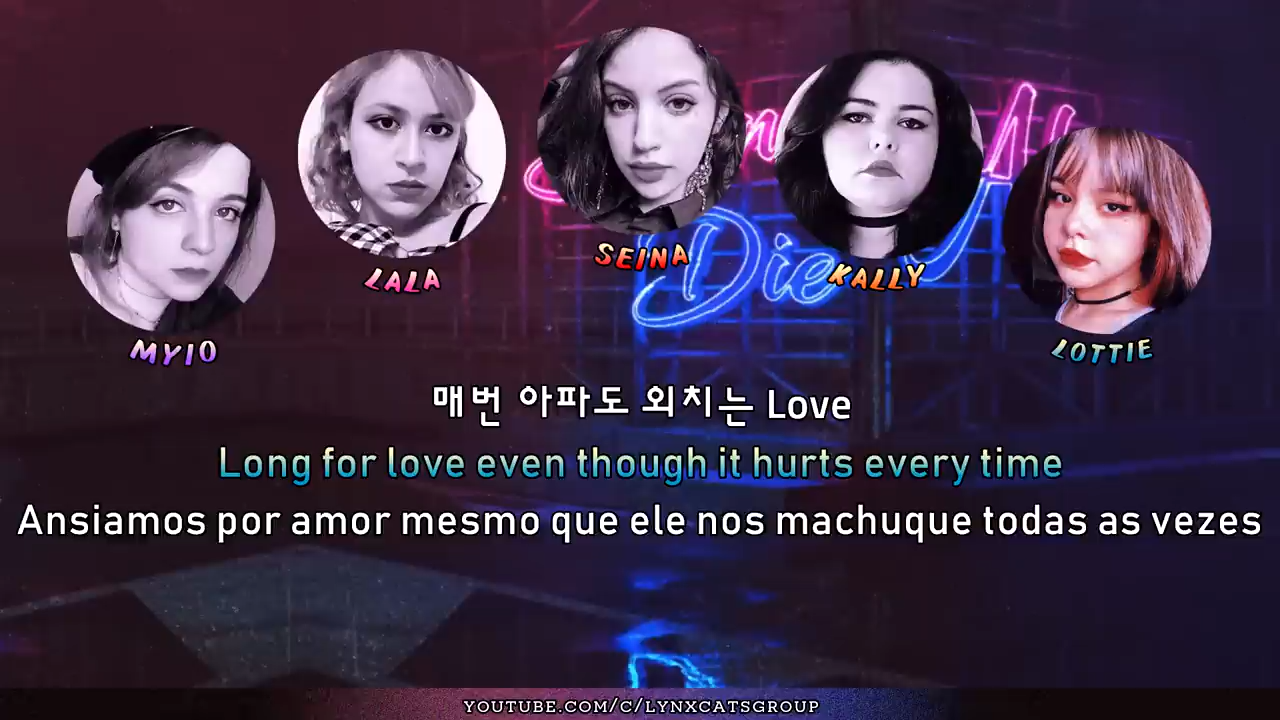 SEINA
LALA
KALLY
MYIO
LOTTIE
Die
매번 아파도 외치는 Love
Long for love even though it hurts every time
Ansiamos por amor mesmo que ele nos machuque todas as vezes
YOUTUBE.COM/C/LYNXCATSGROUP